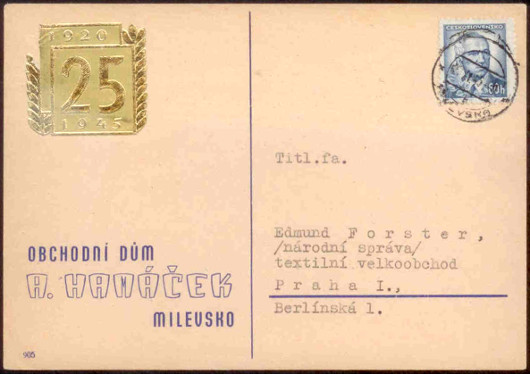 1920
25
1945
ČESKOSLOVENSKO
60h
Titl.fa.
Edmund Forster,
/národní správa/
textilní velkoobchod
Praha I.,
Berlínská 1.
OBCHODNÍ DŮM
A. HANÁČEK
MILEVSKO
905